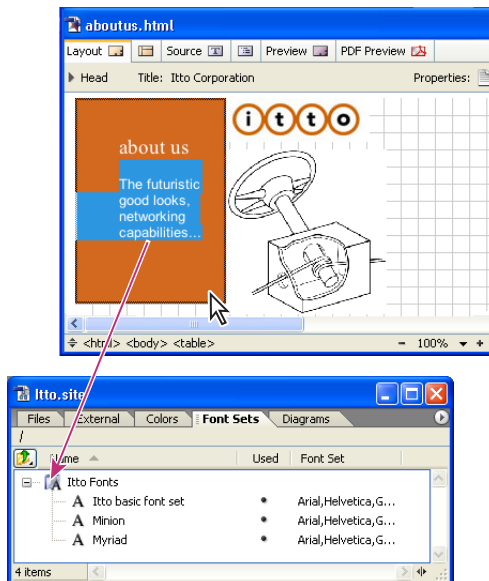 aboutus.html
Layout Source Preview PDF Preview
Head Title: Itto Corporation Properties:
itto
about us
The futuristic
good looks,
networking
capabilities...
<html> <body> <table> - 100% +
Itto.site
Files External Colors Font Sets Diagrams
/
Name Used Font Set
Itto Fonts
A Itto basic font set • Arial,Helvetica,G...
A Minion • Arial,Helvetica,G...
A Myriad • Arial,Helvetica,G...
4 items